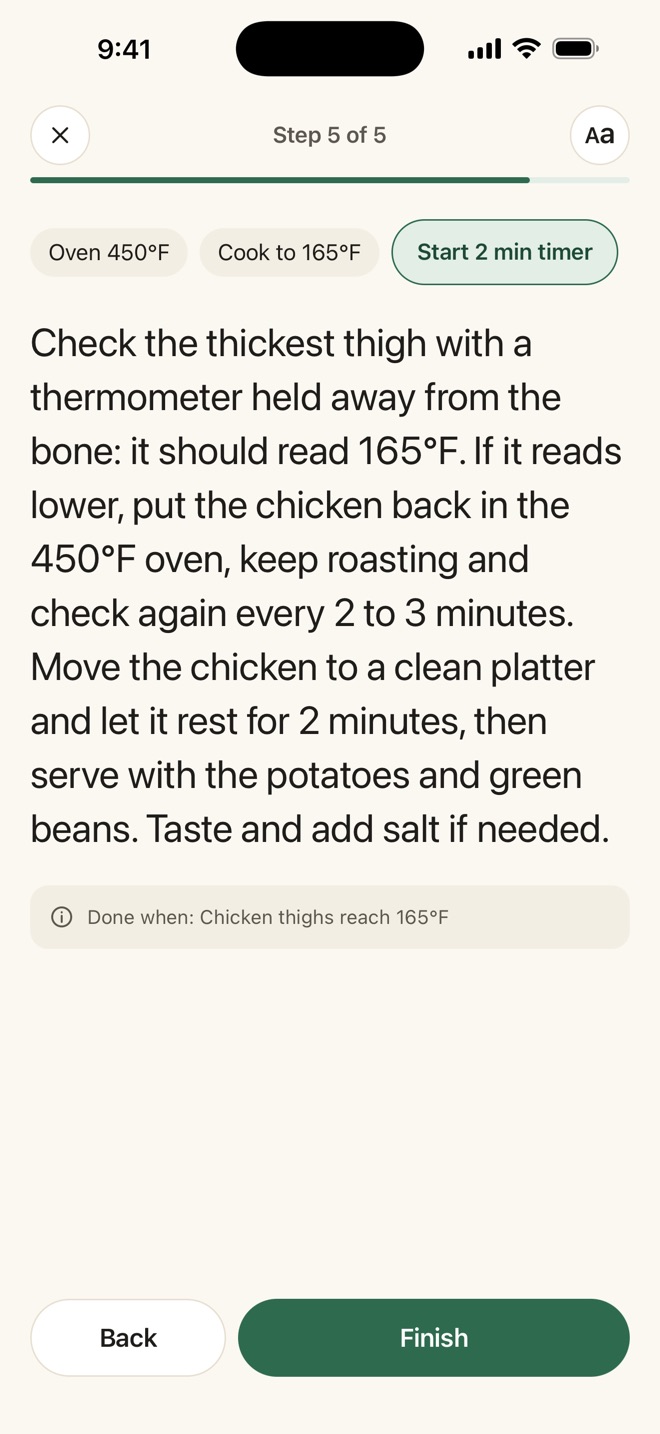 9:41
Step 5 of 5
Aa
Oven 450°F
Cook to 165°F
Start 2 min timer
Check the thickest thigh with a
thermometer held away from the
bone: it should read 165°F. If it reads
lower, put the chicken back in the
450°F oven, keep roasting and
check again every 2 to 3 minutes.
Move the chicken to a clean platter
and let it rest for 2 minutes, then
serve with the potatoes and green
beans. Taste and add salt if needed.
Done when: Chicken thighs reach 165°F
Back
Finish